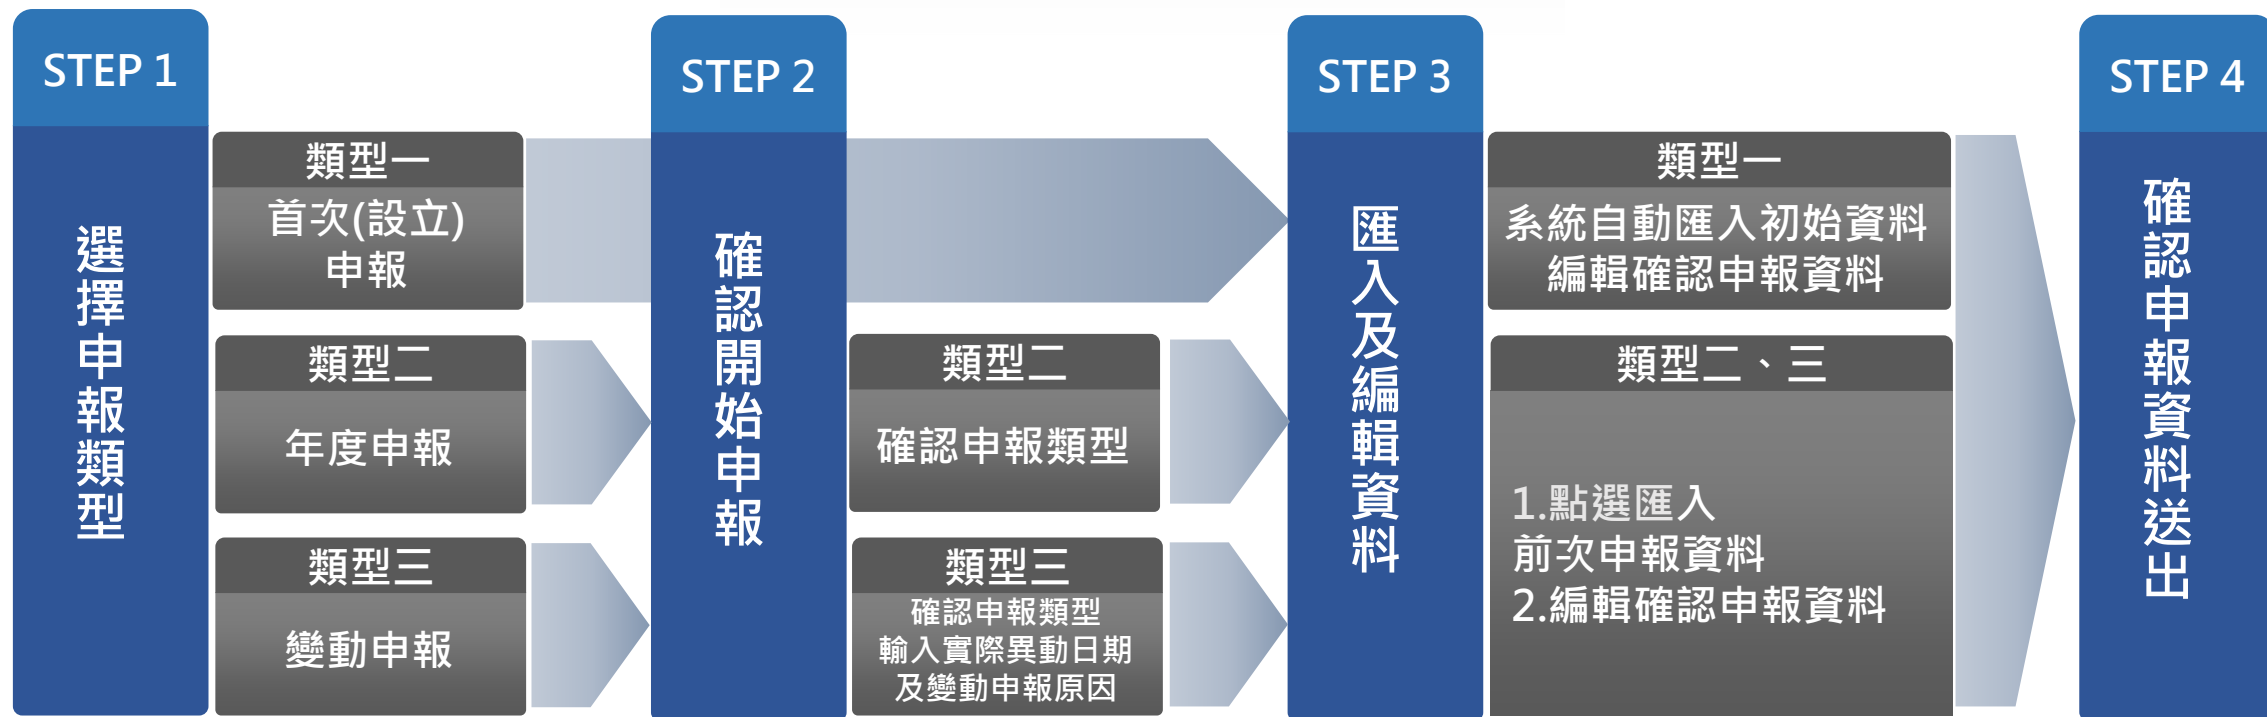 STEP 1
選擇申報類型
類型一
首次(設立)
申報
類型二
年度申報
類型三
變動申報
STEP 2
確認開始申報
類型二
確認申報類型
類型三
確認申報類型
輸入實際異動日期
及變動申報原因
STEP 3
匯入及編輯資料
類型一
系統自動匯入初始資料
編輯確認申報資料
類型二、三
1.點選匯入
前次申報資料
2.編輯確認申報資料
STEP 4
確認申報資料送出